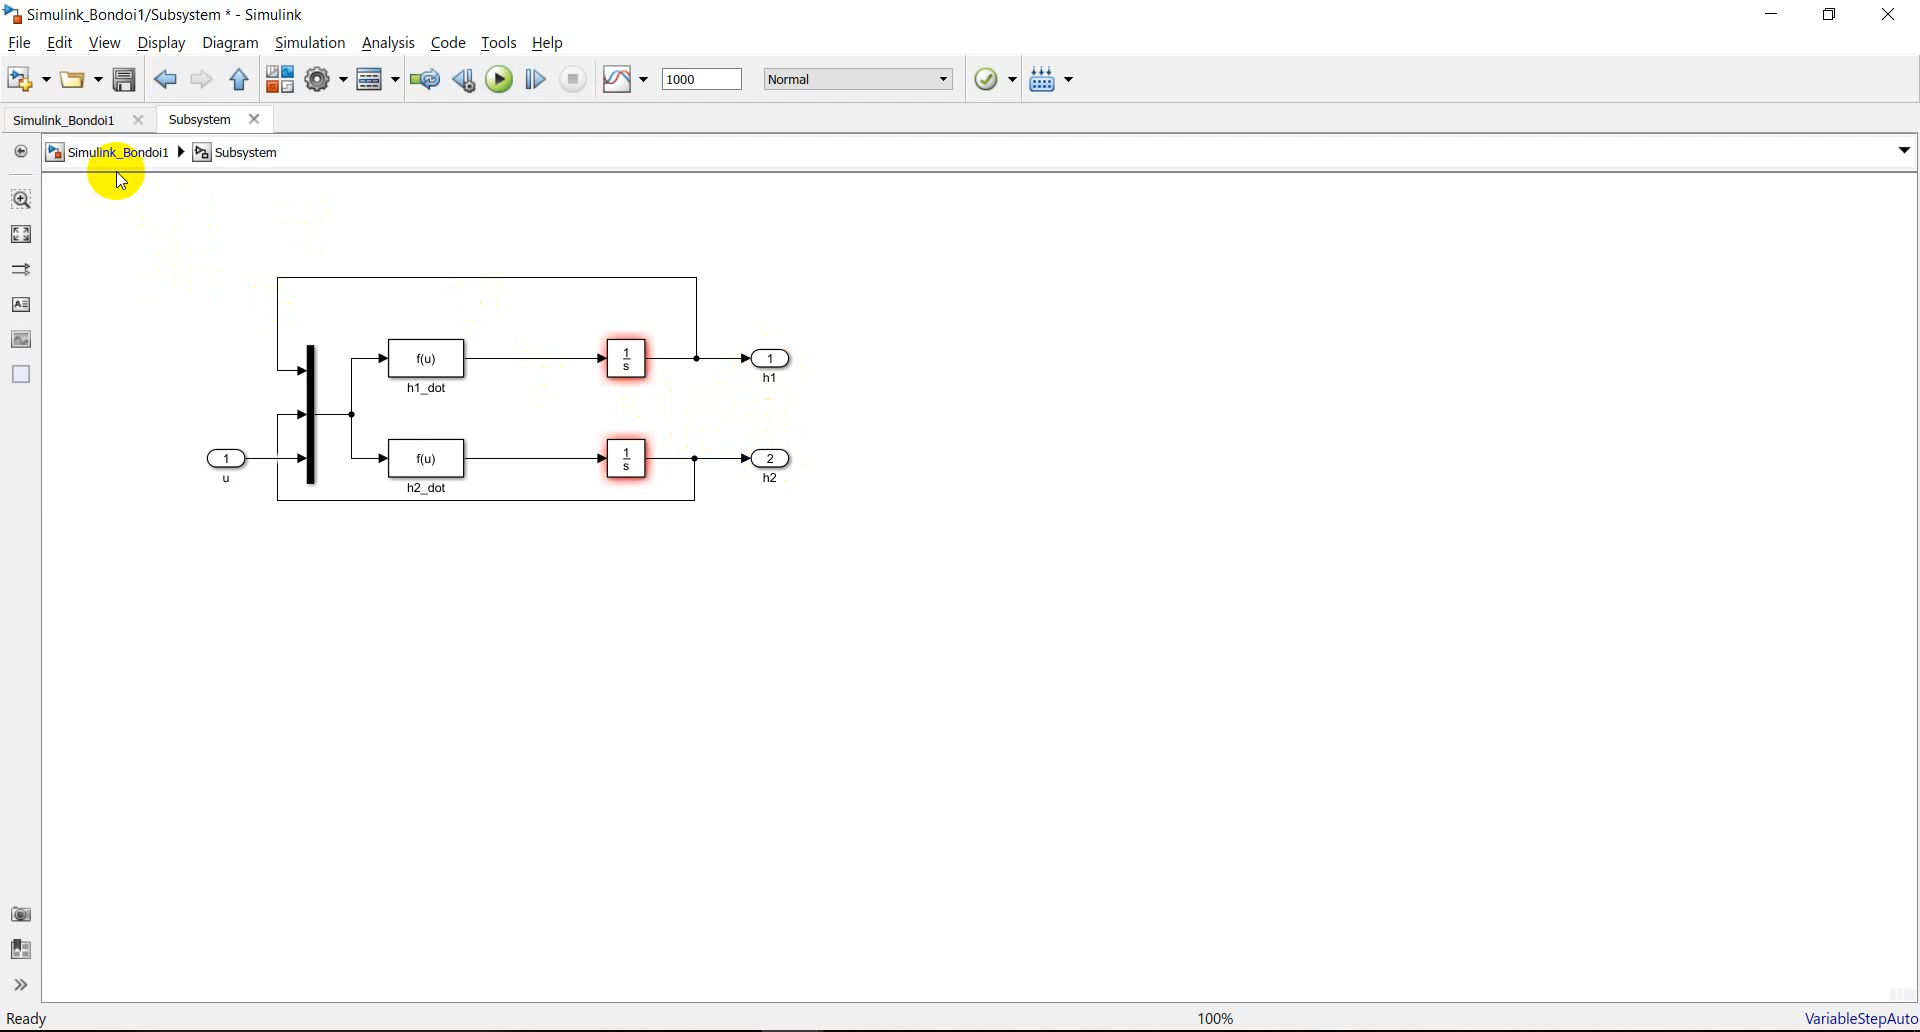 Simulink_Bondoi1/Subsystem * - Simulink
File Edit View Display Diagram Simulation Analysis Code Tools Help
1000 Normal
Simulink_Bondoi1 Subsystem
Simulink_Bondoi1 Subsystem
f(u)
1
s
1
h1_dot
h1
1
f(u)
1
s
2
u
h2_dot
h2
Ready 100% VariableStepAuto